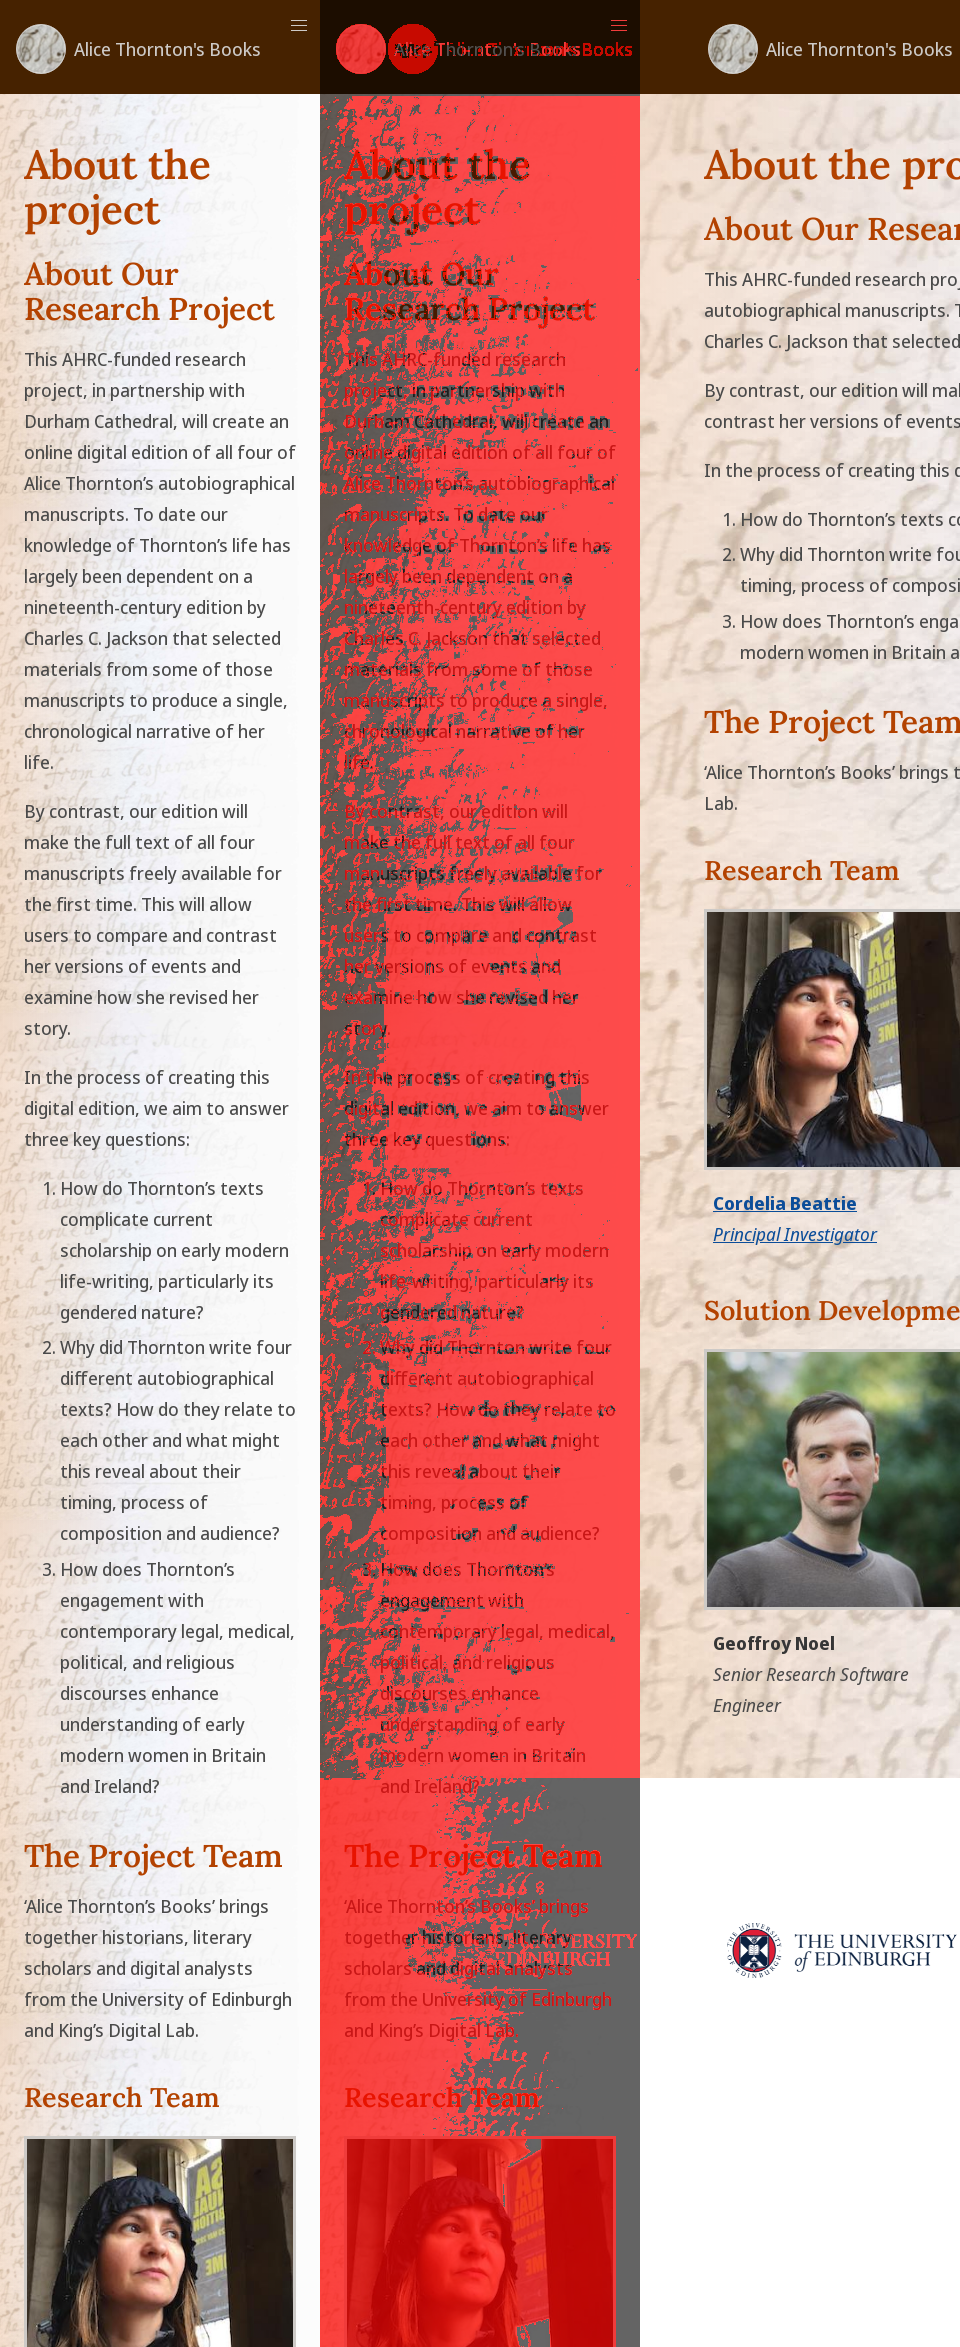 Alice Thornton's Books
About the
project
About Our
Research Project
This AHRC-funded research
project, in partnership with
Durham Cathedral, will create an
online digital edition of all four of
Alice Thornton’s autobiographical
manuscripts. To date our
knowledge of Thornton’s life has
largely been dependent on a
nineteenth-century edition by
Charles C. Jackson that selected
materials from some of those
manuscripts to produce a single,
chronological narrative of her
life.
By contrast, our edition will
make the full text of all four
manuscripts freely available for
the first time. This will allow
users to compare and contrast
her versions of events and
examine how she revised her
story.
In the process of creating this
digital edition, we aim to answer
three key questions:
1. How do Thornton’s texts
complicate current
scholarship on early modern
life-writing, particularly its
gendered nature?
2. Why did Thornton write four
different autobiographical
texts? How do they relate to
each other and what might
this reveal about their
timing, process of
composition and audience?
3. How does Thornton’s
engagement with
contemporary legal, medical,
political, and religious
discourses enhance
understanding of early
modern women in Britain
and Ireland?
The Project Team
‘Alice Thornton’s Books’ brings
together historians, literary
scholars and digital analysts
from the University of Edinburgh
and King’s Digital Lab.
Research Team
Alice Thornton's Books
About the
project
About Our
Research Project
This AHRC-funded research
project, in partnership with
Durham Cathedral, will create an
online digital edition of all four of
Alice Thornton’s autobiographical
manuscripts. To date our
knowledge of Thornton’s life has
largely been dependent on a
nineteenth-century edition by
Charles C. Jackson that selected
materials from some of those
manuscripts to produce a single,
chronological narrative of her
life.
By contrast, our edition will
make the full text of all four
manuscripts freely available for
the first time. This will allow
users to compare and contrast
her versions of events and
examine how she revised her
story.
In the process of creating this
digital edition, we aim to answer
three key questions:
1. How do Thornton’s texts
complicate current
scholarship on early modern
life-writing, particularly its
gendered nature?
2. Why did Thornton write four
different autobiographical
texts? How do they relate to
each other and what might
this reveal about their
timing, process of
composition and audience?
3. How does Thornton’s
engagement with
contemporary legal, medical,
political, and religious
discourses enhance
understanding of early
modern women in Britain
and Ireland?
The Project Team
‘Alice Thornton’s Books’ brings
together historians, literary
scholars and digital analysts
from the University of Edinburgh
and King’s Digital Lab.
Research Team
Alice Thornton's Books
About the pro
About Our Resear
This AHRC-funded research proj
autobiographical manuscripts. T
Charles C. Jackson that selected
By contrast, our edition will mal
contrast her versions of events
In the process of creating this d
1. How do Thornton’s texts co
2. Why did Thornton write fou
timing, process of composi
3. How does Thornton’s enga
modern women in Britain a
The Project Team
‘Alice Thornton’s Books’ brings t
Lab.
Research Team
Cordelia Beattie
Principal Investigator
Solution Developme
Geoffroy Noel
Senior Research Software
Engineer
THE UNIVERSITY
of EDINBURGH